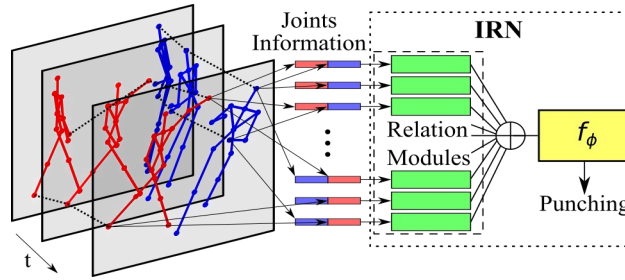 Joints
Information
IRN
Relation
Modules
f_ϕ
Punching
t